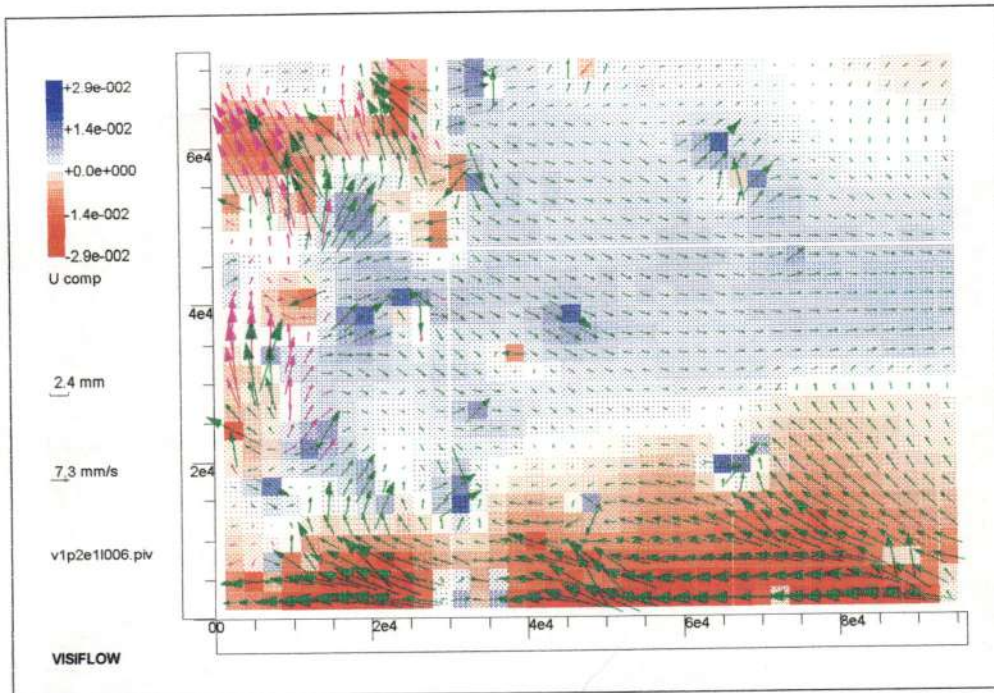 +2.9e-002
+1.4e-002
+0.0e+000
-1.4e-002
-2.9e-002
U comp
2.4 mm
7.3 mm/s
v1p2e1l006.piv
VISIFLOW
6e4
4e4
2e4
00
2e4
4e4
6e4
8e4